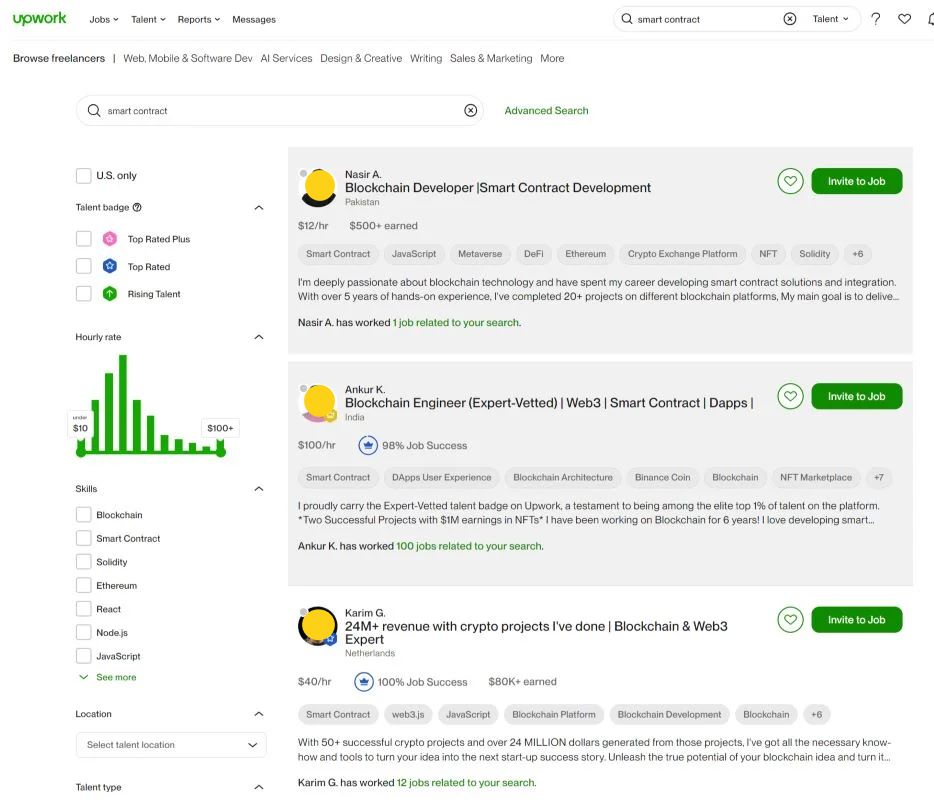 upwork Jobs Talent Reports Messages smart contract Talent ?
Browse freelancers | Web, Mobile & Software Dev AI Services Design & Creative Writing Sales & Marketing More
smart contract Advanced Search
U.S. only
Talent badge ?
Top Rated Plus
Top Rated
Rising Talent
Hourly rate
under
$10
$100+
Skills
Blockchain
Smart Contract
Solidity
Ethereum
React
Node.js
JavaScript
See more
Location
Select talent location
Talent type
Nasir A.
Blockchain Developer |Smart Contract Development
Pakistan
Invite to Job
$12/hr $500+ earned
Smart Contract JavaScript Metaverse DeFi Ethereum Crypto Exchange Platform NFT Solidity +6
I'm deeply passionate about blockchain technology and have spent my career developing smart contract solutions and integration.
With over 5 years of hands-on experience, I've completed 20+ projects on different blockchain platforms, My main goal is to delive...
Nasir A. has worked 1 job related to your search.
Ankur K.
Blockchain Engineer (Expert-Vetted) | Web3 | Smart Contract | Dapps |
India
Invite to Job
$100/hr 98% Job Success
Smart Contract DApps User Experience Blockchain Architecture Binance Coin Blockchain NFT Marketplace +7
I proudly carry the Expert-Vetted talent badge on Upwork, a testament to being among the elite top 1% of talent on the platform.
*Two Successful Projects with $1M earnings in NFTs* I have been working on Blockchain for 6 years! I love developing smart...
Ankur K. has worked 100 jobs related to your search.
Karim G.
24M+ revenue with crypto projects I've done | Blockchain & Web3
Expert
Netherlands
Invite to Job
$40/hr 100% Job Success $80K+ earned
Smart Contract web3.js JavaScript Blockchain Platform Blockchain Development Blockchain +6
With 50+ successful crypto projects and over 24 MILLION dollars generated from those projects, I've got all the necessary know-
how and tools to turn your idea into the next start-up success story. Unleash the true potential of your blockchain idea and turn it...
Karim G. has worked 12 jobs related to your search.